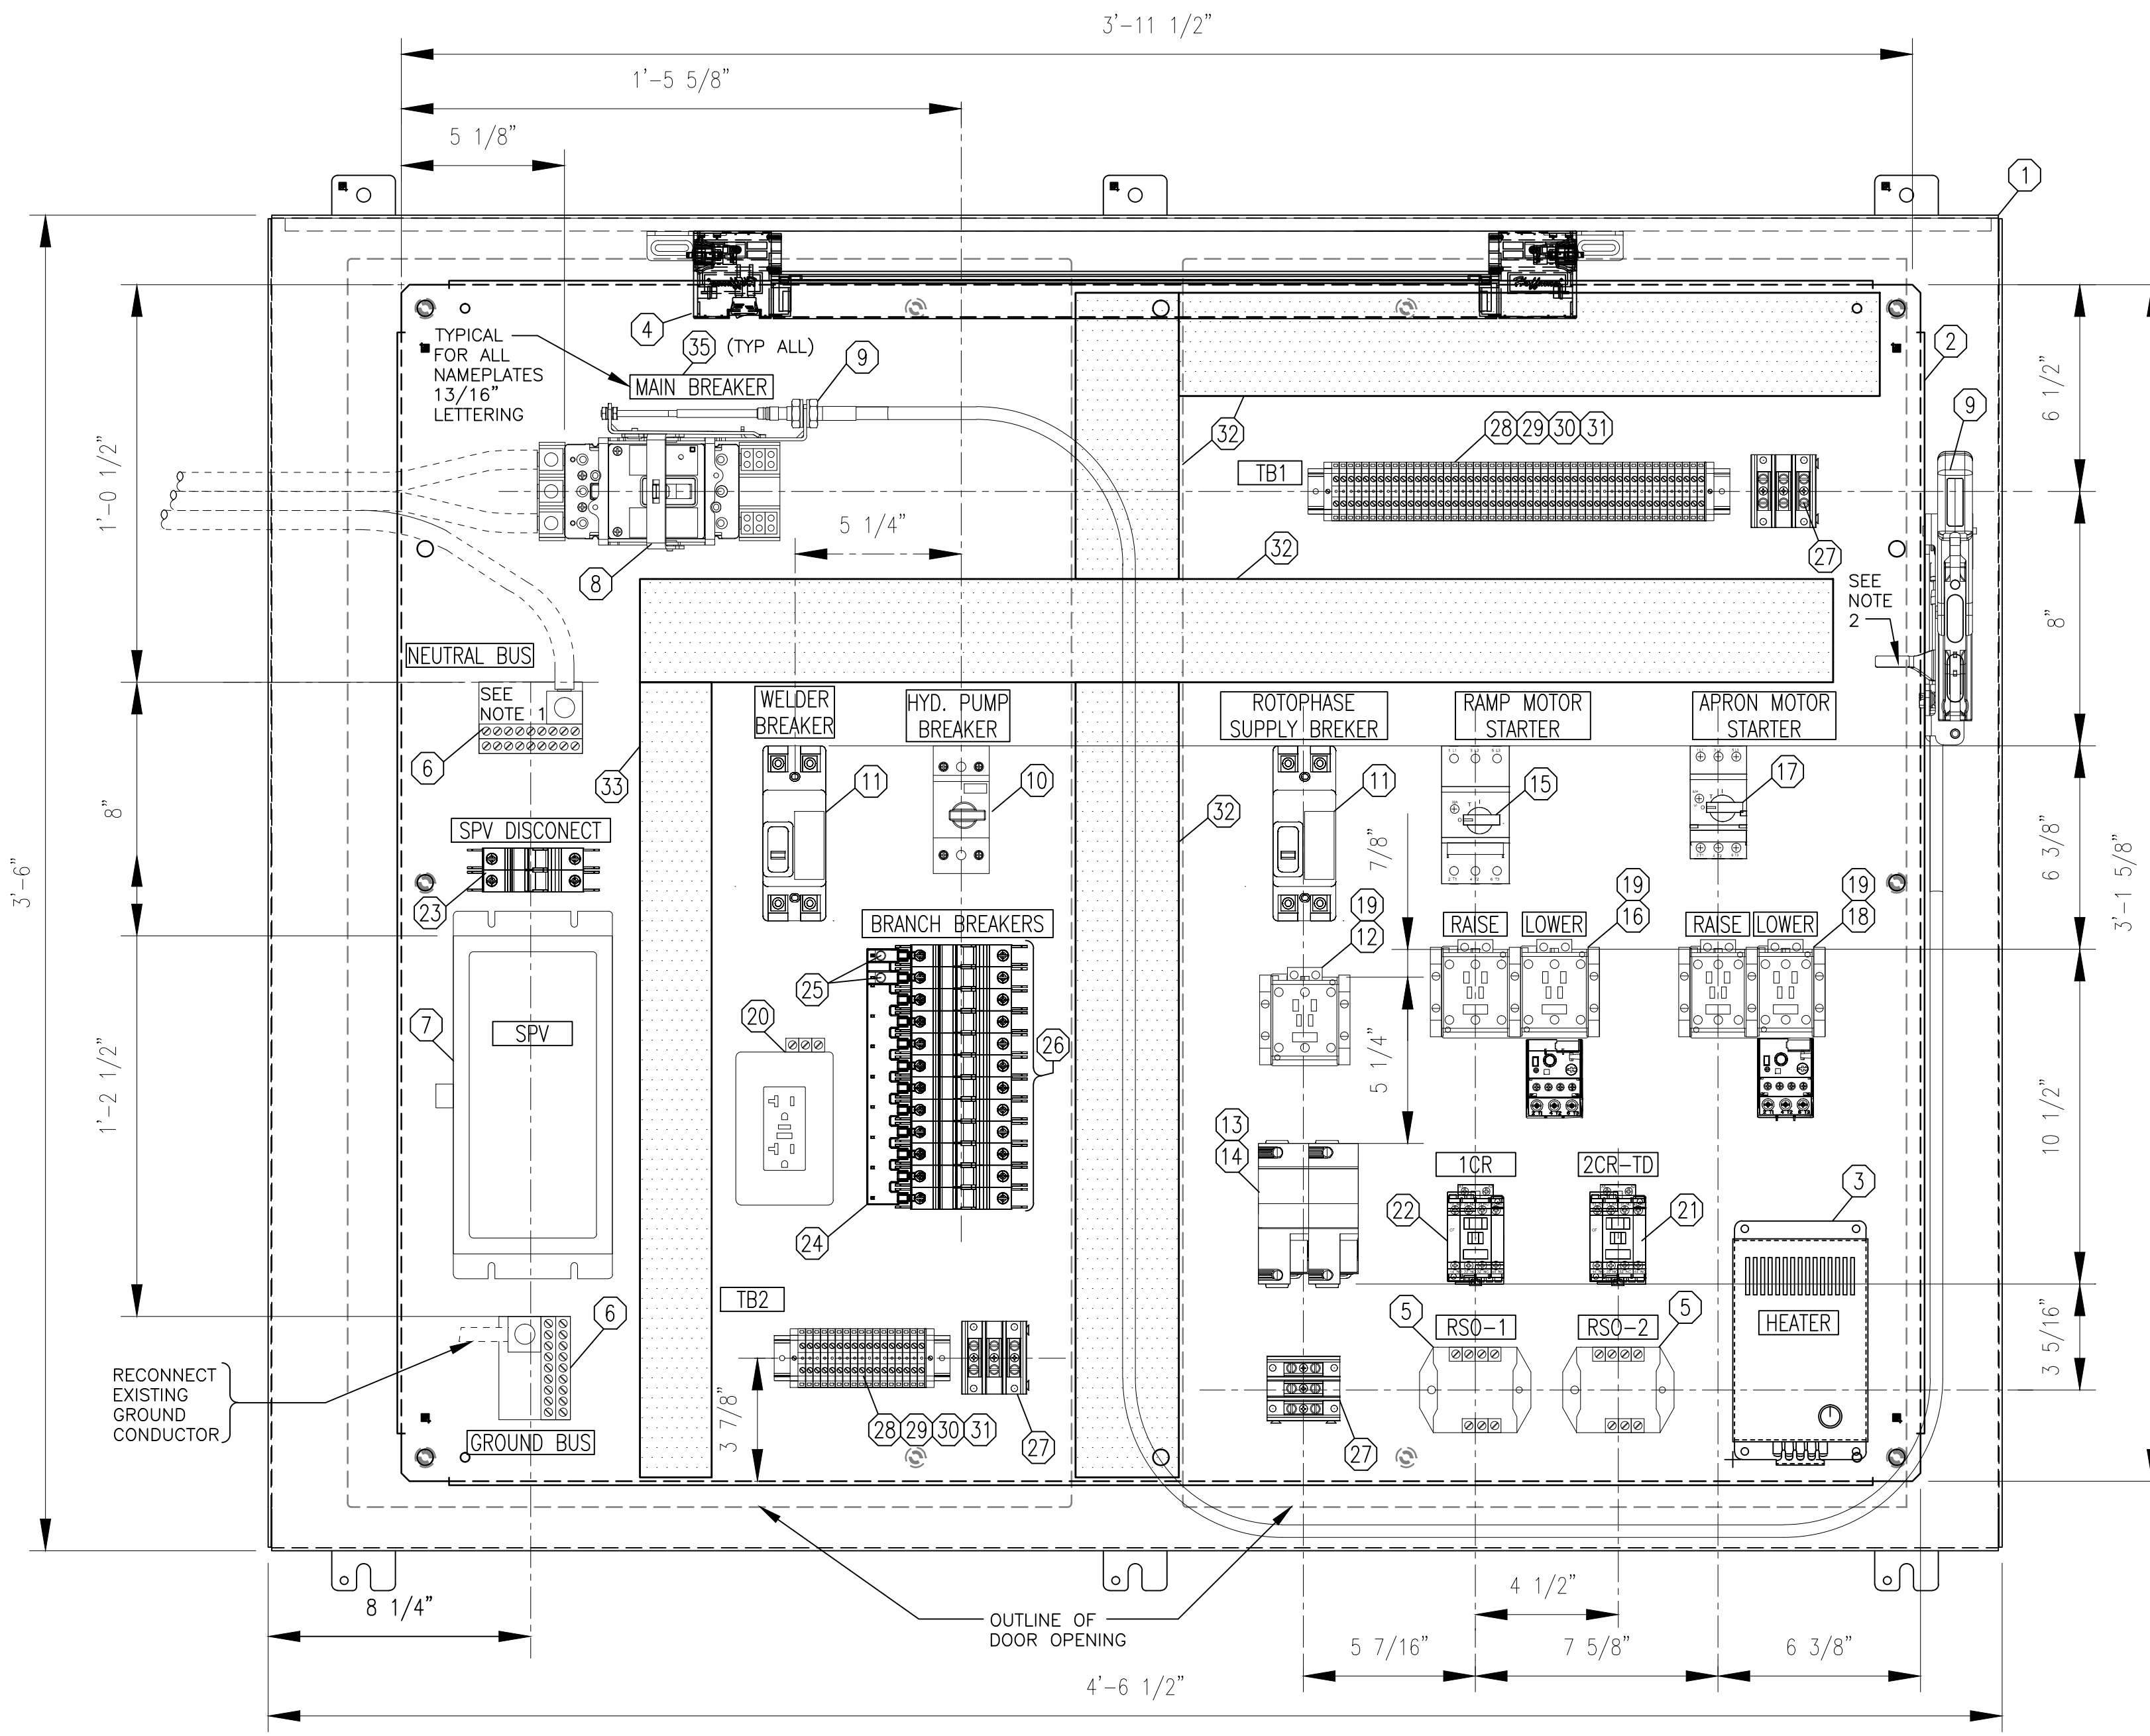 3'-11 1/2"
1'-5 5/8"
5 1/8"
1
4
TYPICAL
FOR ALL
NAMEPLATES
13/16"
LETTERING
35 (TYP ALL)
MAIN BREAKER
9
2
9
6 1/2"
32
28 29 30 31
TB1
27
1'-0 1/2"
5 1/4"
8
32
SEE
NOTE
2
8"
NEUTRAL BUS
SEE
NOTE 1
6
33
WELDER
BREAKER
HYD. PUMP
BREAKER
ROTOPHASE
SUPPLY BREKER
RAMP MOTOR
STARTER
APRON MOTOR
STARTER
11
10
11
15
17
8"
SPV DISCONECT
23
32
7/8"
6 3/8"
3'-1 5/8"
3'-6"
19
16
19
18
19
12
BRANCH BREAKERS
RAISE
LOWER
RAISE
LOWER
25
7
SPV
20
26
5 1/4"
1'-2 1/2"
10 1/2"
13
14
1CR
2CR-TD
3
22
21
24
TB2
6
5
5
RSO-1
RSO-2
HEATER
3 5/16"
RECONNECT
EXISTING
GROUND
CONDUCTOR
GROUND BUS
3 7/8"
28 29 30 31
27
27
8 1/4"
OUTLINE OF
DOOR OPENING
4 1/2"
5 7/16"
7 5/8"
6 3/8"
4'-6 1/2"